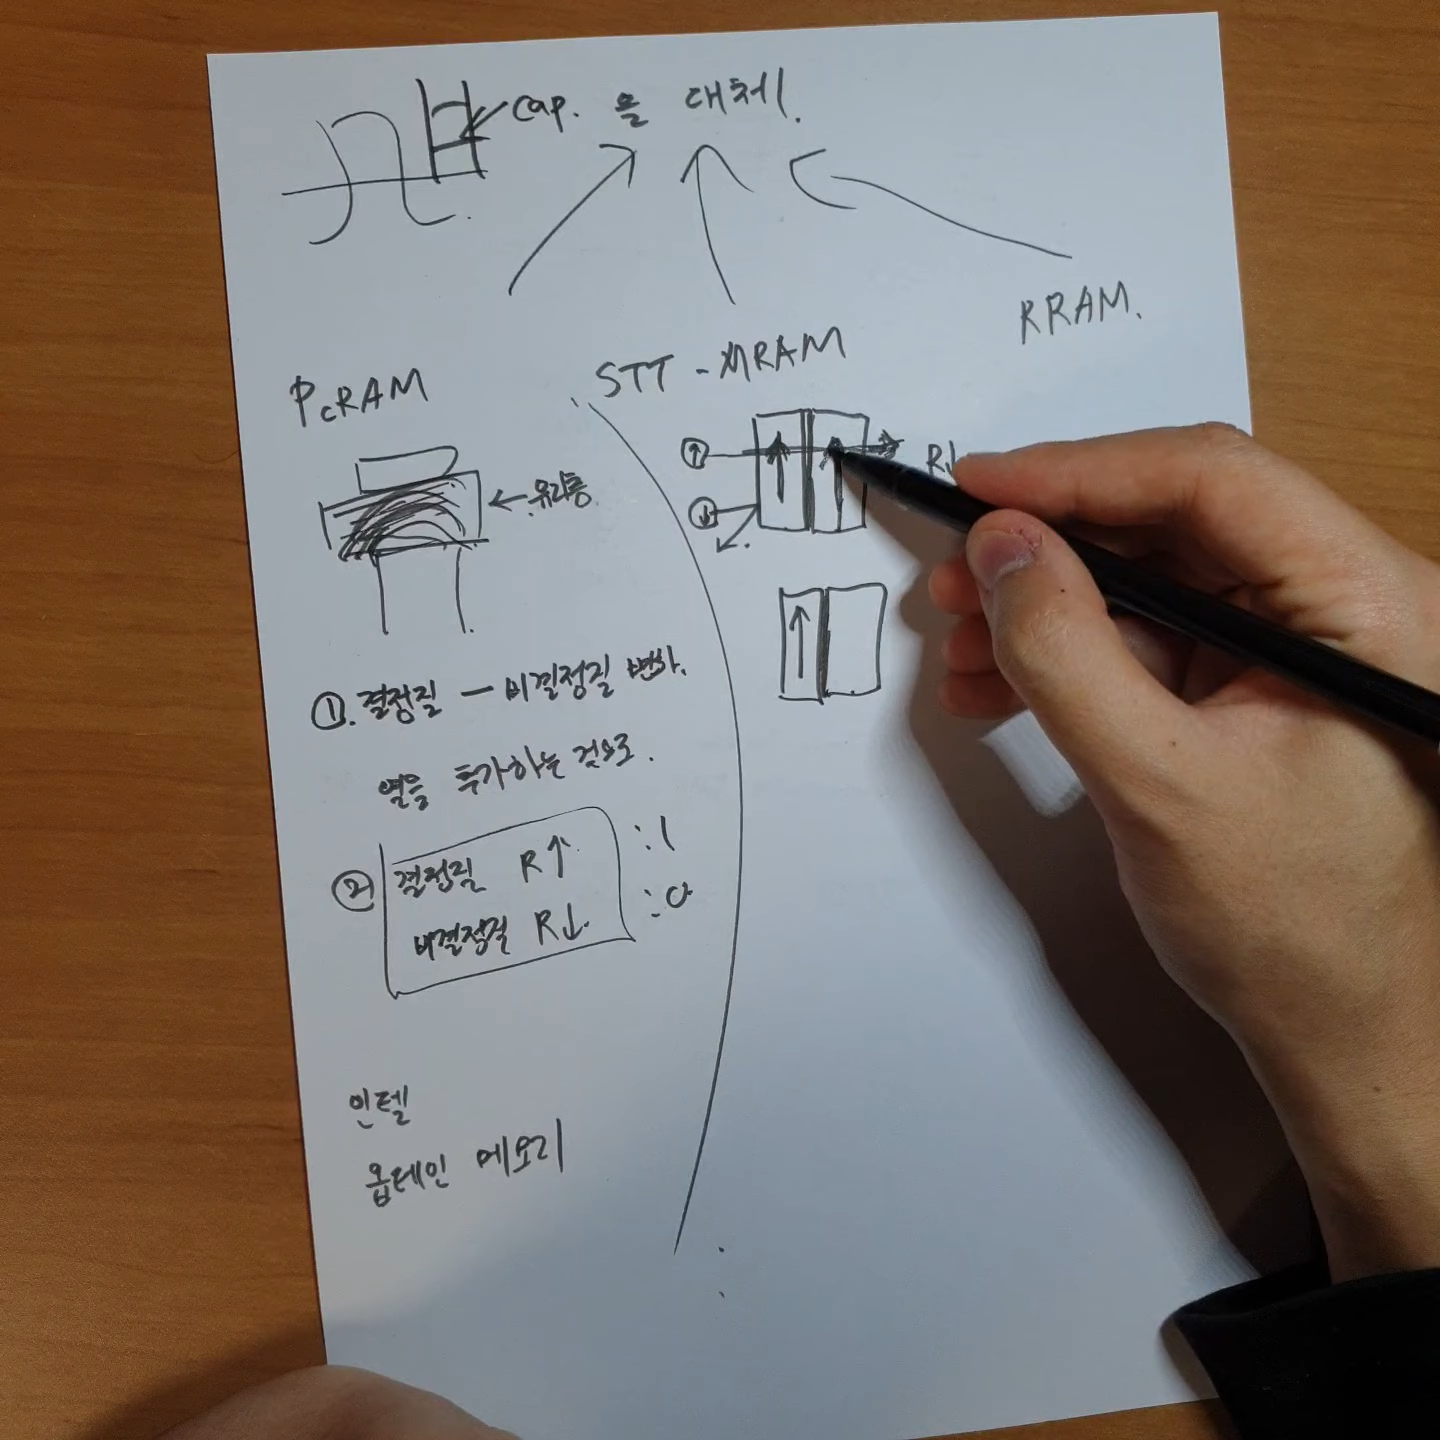 cap. 을 대체.
PcRAM
STT-MRAM
RRAM.
← 유리통
↑
↓
R↓
①. 결정질 — 비결정질 변화.
열을 추가하는 것으로.
② 결정질 R↑ : 1
비결정질 R↓ : 0
인텔
옵테인 메모리